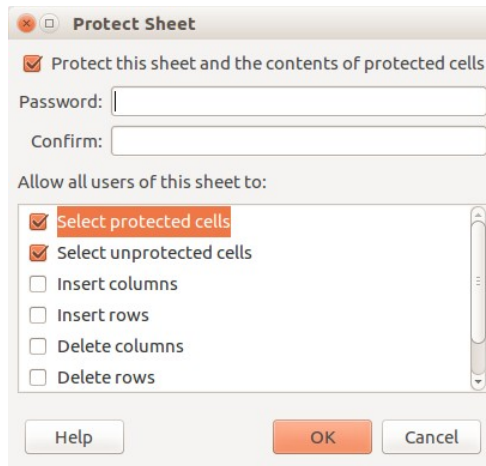 Protect Sheet
Protect this sheet and the contents of protected cells
Password:
Confirm:
Allow all users of this sheet to:
Select protected cells
Select unprotected cells
Insert columns
Insert rows
Delete columns
Delete rows
Help OK Cancel